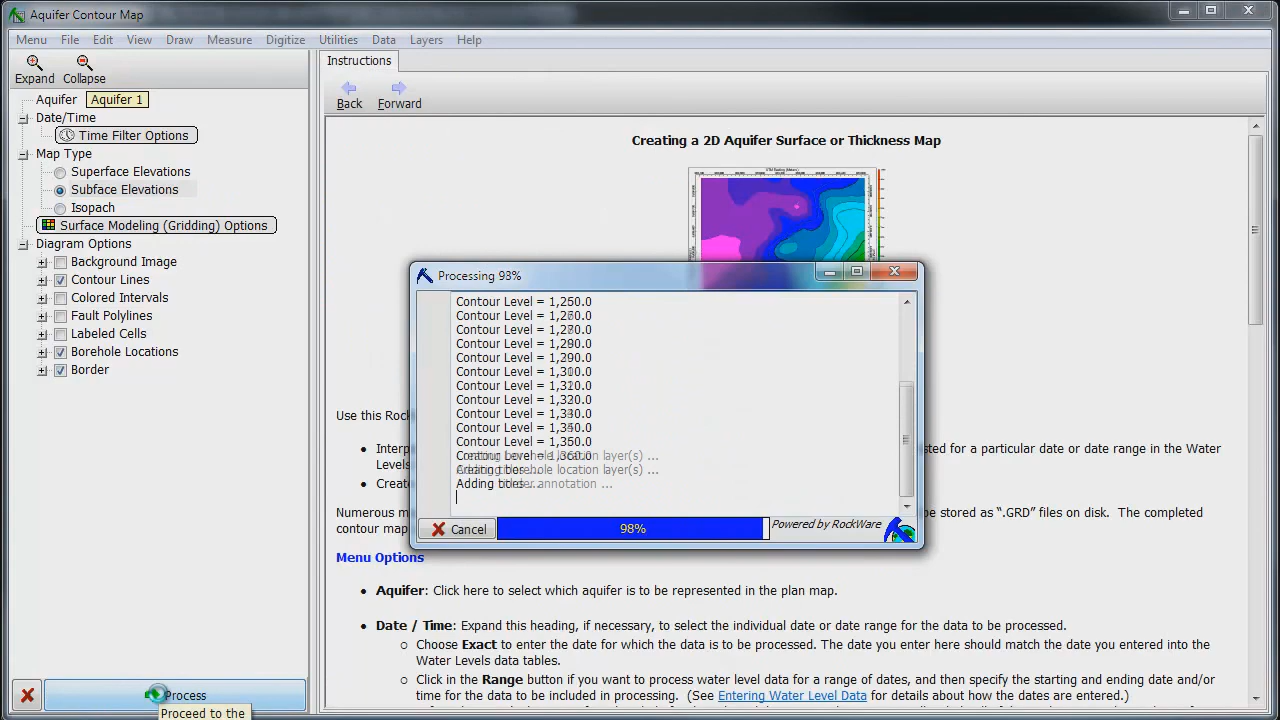 Aquifer Contour Map
Menu File Edit View Draw Measure Digitize Utilities Data Layers Help
Expand Collapse
Aquifer Aquifer 1
Date/Time
Time Filter Options
Map Type
Superface Elevations
Subface Elevations
Isopach
Surface Modeling (Gridding) Options
Diagram Options
Background Image
Contour Lines
Colored Intervals
Fault Polylines
Labeled Cells
Borehole Locations
Border
Process
Proceed to the
Instructions
Back Forward
Creating a 2D Aquifer Surface or Thickness Map
Use this Rock
Interp
sted for a particular date or date range in the Water
Levels
Create
Numerous m
be stored as ".GRD" files on disk. The completed
contour map
Processing 93%
Contour Level = 1,250.0
Contour Level = 1,260.0
Contour Level = 1,270.0
Contour Level = 1,280.0
Contour Level = 1,290.0
Contour Level = 1,300.0
Contour Level = 1,320.0
Contour Level = 1,320.0
Contour Level = 1,340.0
Contour Level = 1,350.0
Contour Level = 1,350.0
Contour Level = 1,360.0
Adding titles ...
Adding titles ...
Cancel
98%
Powered by RockWare
Menu Options
Aquifer: Click here to select which aquifer is to be represented in the plan map.
Date / Time: Expand this heading, if necessary, to select the individual date or date range for the data to be processed.
Choose Exact to enter the date for which the data is to be processed. The date you enter here should match the date you entered into the
Water Levels data tables.
Click in the Range button if you want to process water level data for a range of dates, and then specify the starting and ending date and/or
time for the data to be included in processing. (See Entering Water Level Data for details about how the dates are entered.)